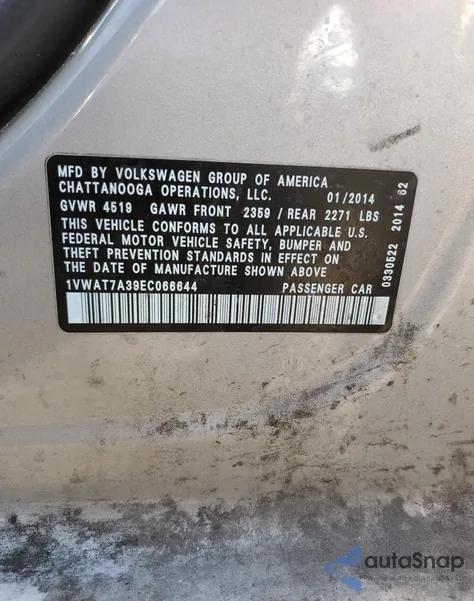 MFD BY VOLKSWAGEN GROUP OF AMERICA
CHATTANOOGA OPERATIONS, LLC. 01/2014
GVWR 4519 GAWR FRONT 2359 / REAR 2271 LBS
THIS VEHICLE CONFORMS TO ALL APPLICABLE U.S.
FEDERAL MOTOR VEHICLE SAFETY, BUMPER AND
THEFT PREVENTION STANDARDS IN EFFECT ON
THE DATE OF MANUFACTURE SHOWN ABOVE
1VWAT7A39EC066644 PASSENGER CAR
0330522 2014 62
autoSnap